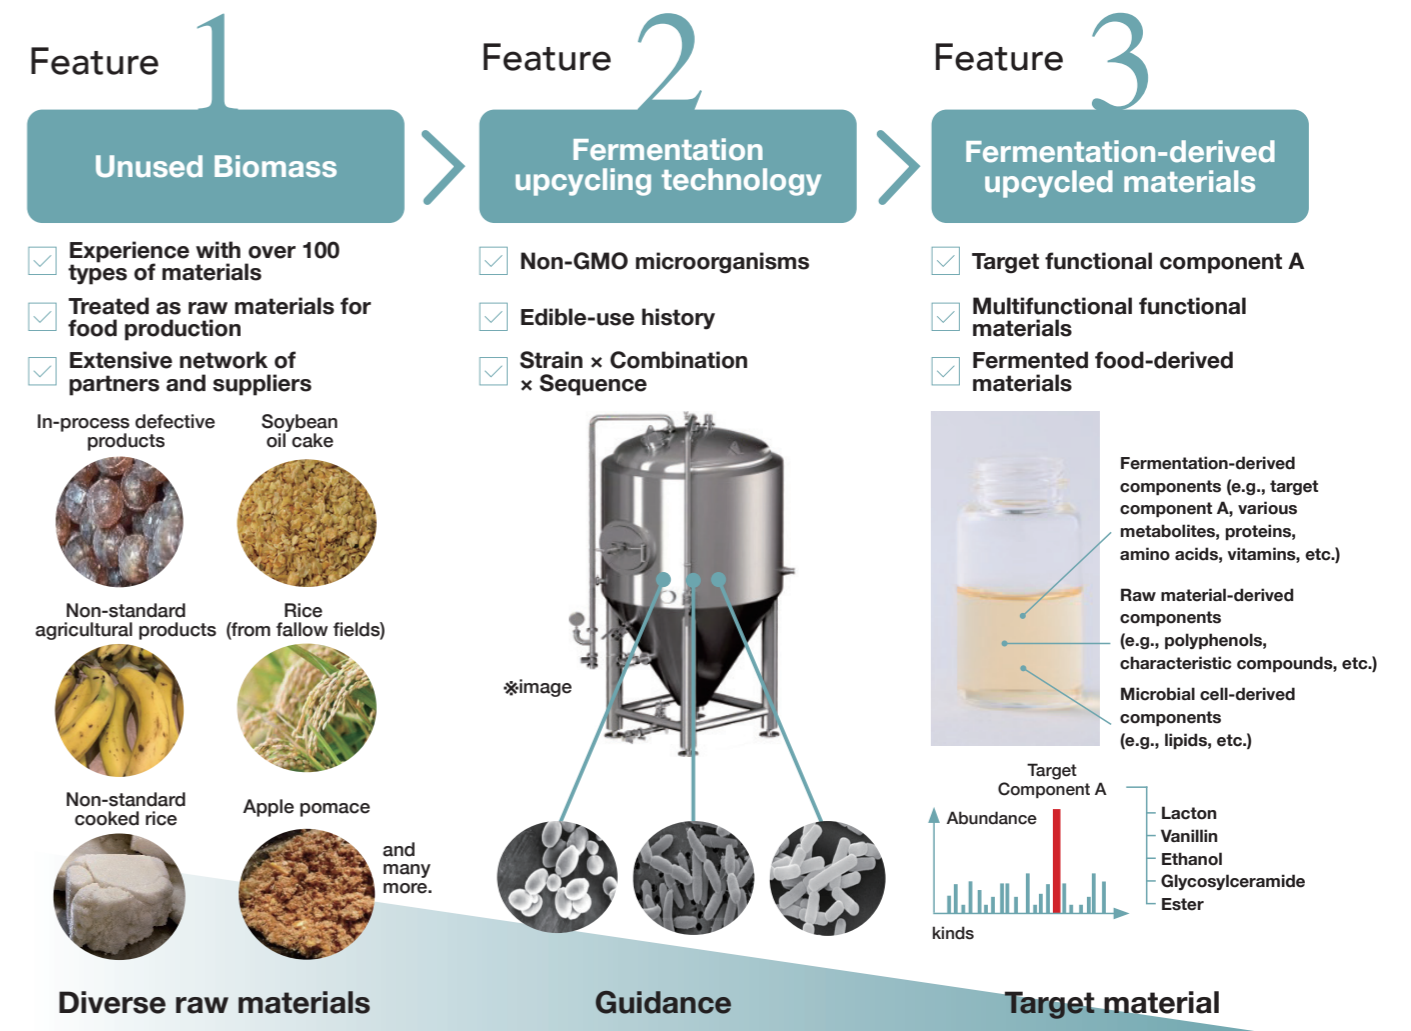 Feature 1
Unused Biomass
Experience with over 100
types of materials
Treated as raw materials for
food production
Extensive network of
partners and suppliers
In-process defective
products
Soybean
oil cake
Non-standard
agricultural products
Rice
(from fallow fields)
Non-standard
cooked rice
Apple pomace
and
many
more.
Diverse raw materials
Feature 2
Fermentation
upcycling technology
Non-GMO microorganisms
Edible-use history
Strain × Combination
× Sequence
※image
Guidance
Feature 3
Fermentation-derived
upcycled materials
Target functional component A
Multifunctional functional
materials
Fermented food-derived
materials
Fermentation-derived
components (e.g., target
component A, various
metabolites, proteins,
amino acids, vitamins, etc.)
Raw material-derived
components
(e.g., polyphenols,
characteristic compounds, etc.)
Microbial cell-derived
components
(e.g., lipids, etc.)
Target
Component A
Abundance
kinds
Lacton
Vanillin
Ethanol
Glycosylceramide
Ester
Target material